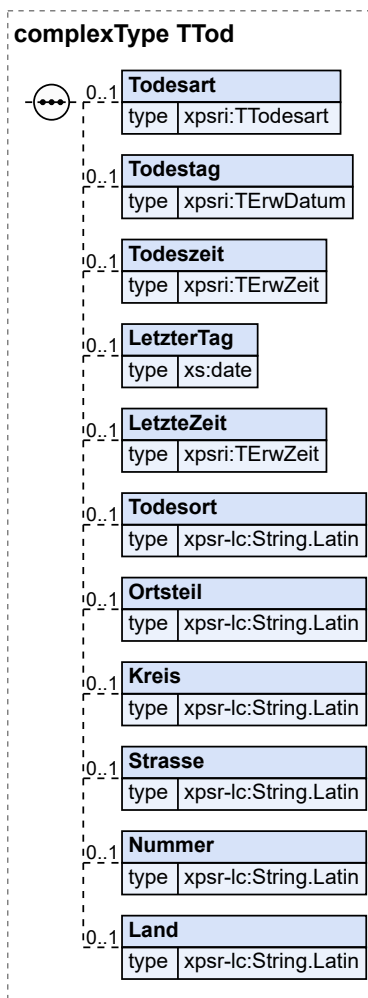 complexType TTod
0..1 Todesart
type xpsri:TTodesart
0..1 Todestag
type xpsri:TErwDatum
0..1 Todeszeit
type xpsri:TErwZeit
0..1 LetzterTag
type xs:date
0..1 LetzteZeit
type xpsri:TErwZeit
0..1 Todesort
type xpsr-lc:String.Latin
0..1 Ortsteil
type xpsr-lc:String.Latin
0..1 Kreis
type xpsr-lc:String.Latin
0..1 Strasse
type xpsr-lc:String.Latin
0..1 Nummer
type xpsr-lc:String.Latin
0..1 Land
type xpsr-lc:String.Latin